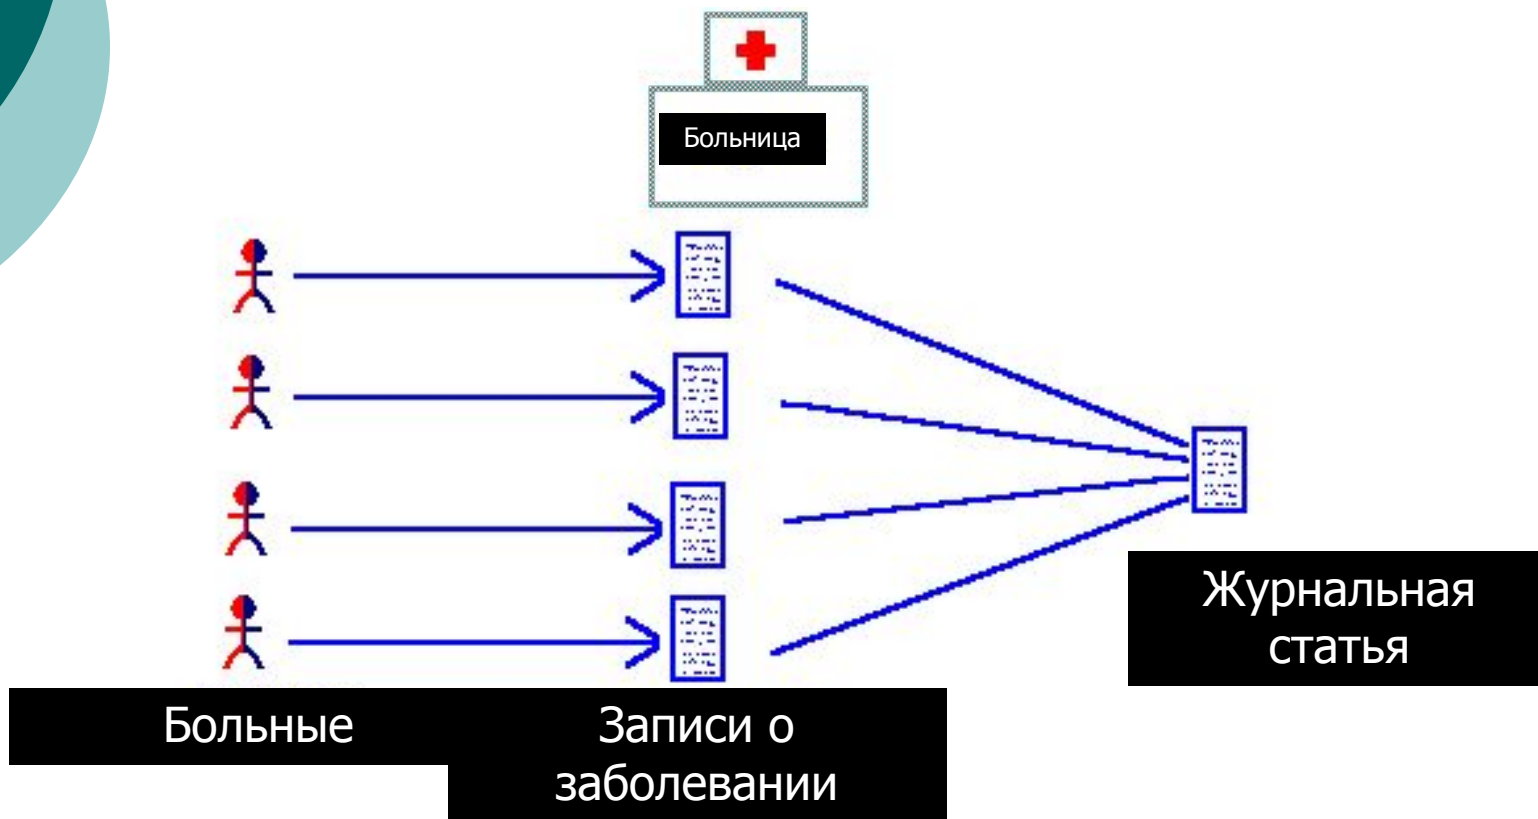 Больница
Журнальная
статья
Больные
Записи о
заболевании